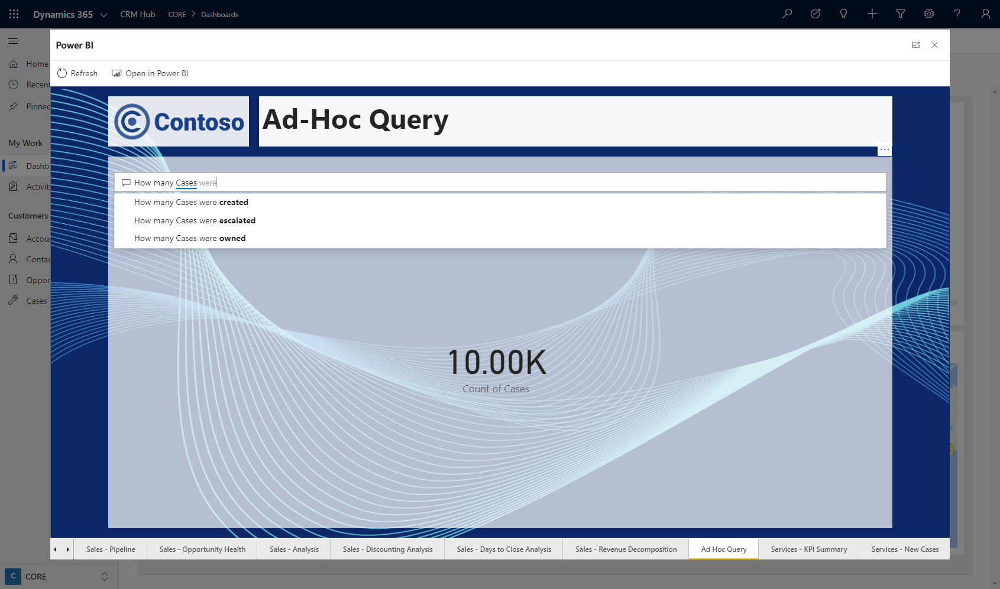 Dynamics 365
CRM Hub
CORE
Dashboards
Power BI
Refresh
Open in Power BI
Home
Recent
Pinned
My Work
Dashb
Activiti
Customers
Accou
Contac
Oppor
Cases
C
CORE
Contoso
Ad-Hoc Query
How many Cases were
How many Cases were created
How many Cases were escalated
How many Cases were owned
10.00K
Count of Cases
Sales - Pipeline
Sales - Opportunity Health
Sales - Analysis
Sales - Discounting Analysis
Sales - Days to Close Analysis
Sales - Revenue Decomposition
Ad Hoc Query
Services - KPI Summary
Services - New Cases